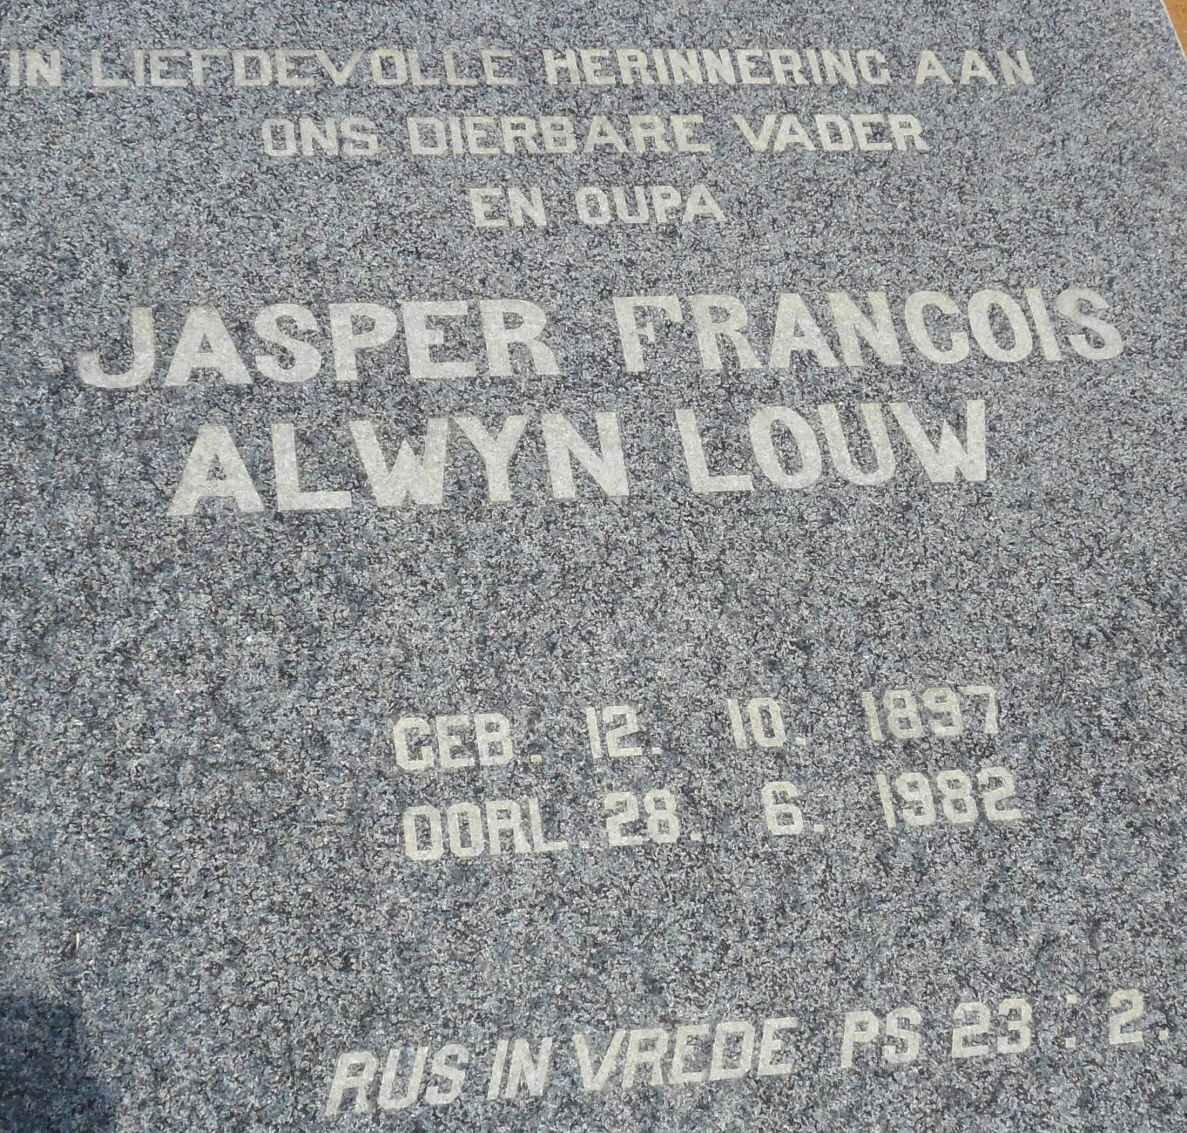 IN LIEFDEVOLLE HERINNERING AAN
ONS DIERBARE VADER
EN OUPA
JASPER FRANCOIS
ALWYN LOUW
GEB. 12. 10. 1897
OORL. 28. 6. 1982
RUS IN VREDE PS 23 : 2.